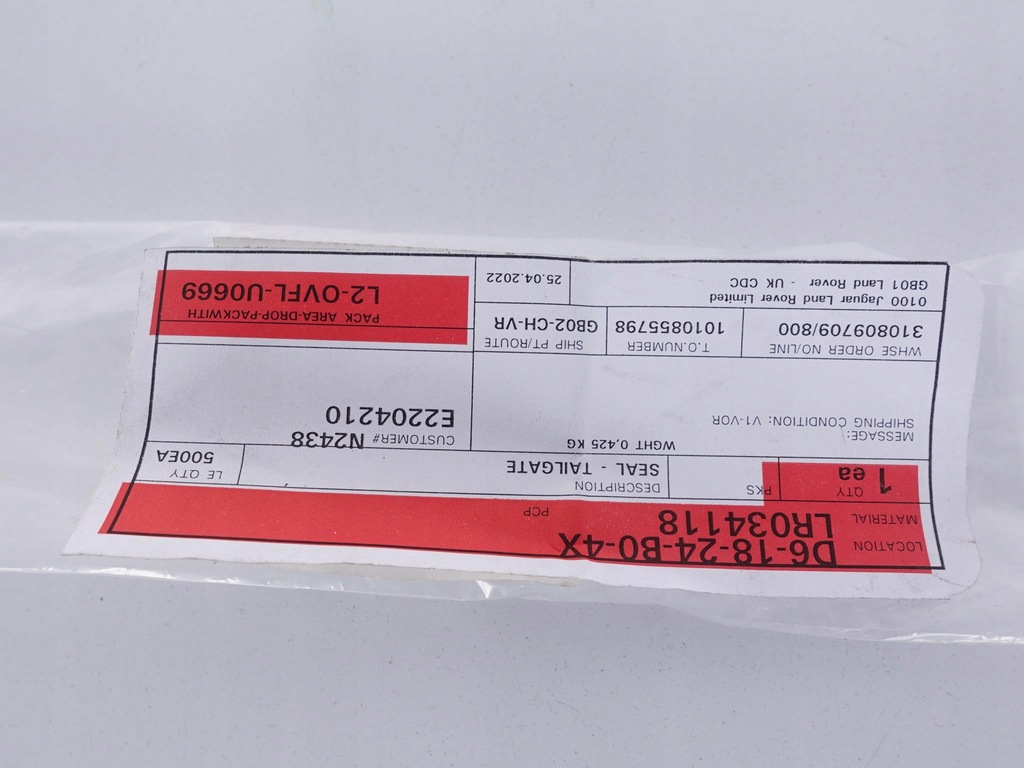 LOCATION D6-18-24-B0-4X
MATERIAL LR034118 PCP
QTY 1 ea
PKS
DESCRIPTION
SEAL - TAILGATE
LE QTY
500EA
MESSAGE:
SHIPPING CONDITION: V1-VOR
WGHT 0,425 KG
CUSTOMER# N2438
E2204210
WHSE ORDER NO/LINE
310809709/800
T.O.NUMBER
1010855798
SHIP PT/ROUTE
GB02-CH-VR
PACK AREA-DROP-PACKWITH
L2-OVFL-U0669
0100 Jaguar Land Rover Limited
GB01 Land Rover - UK CDC
25.04.2022